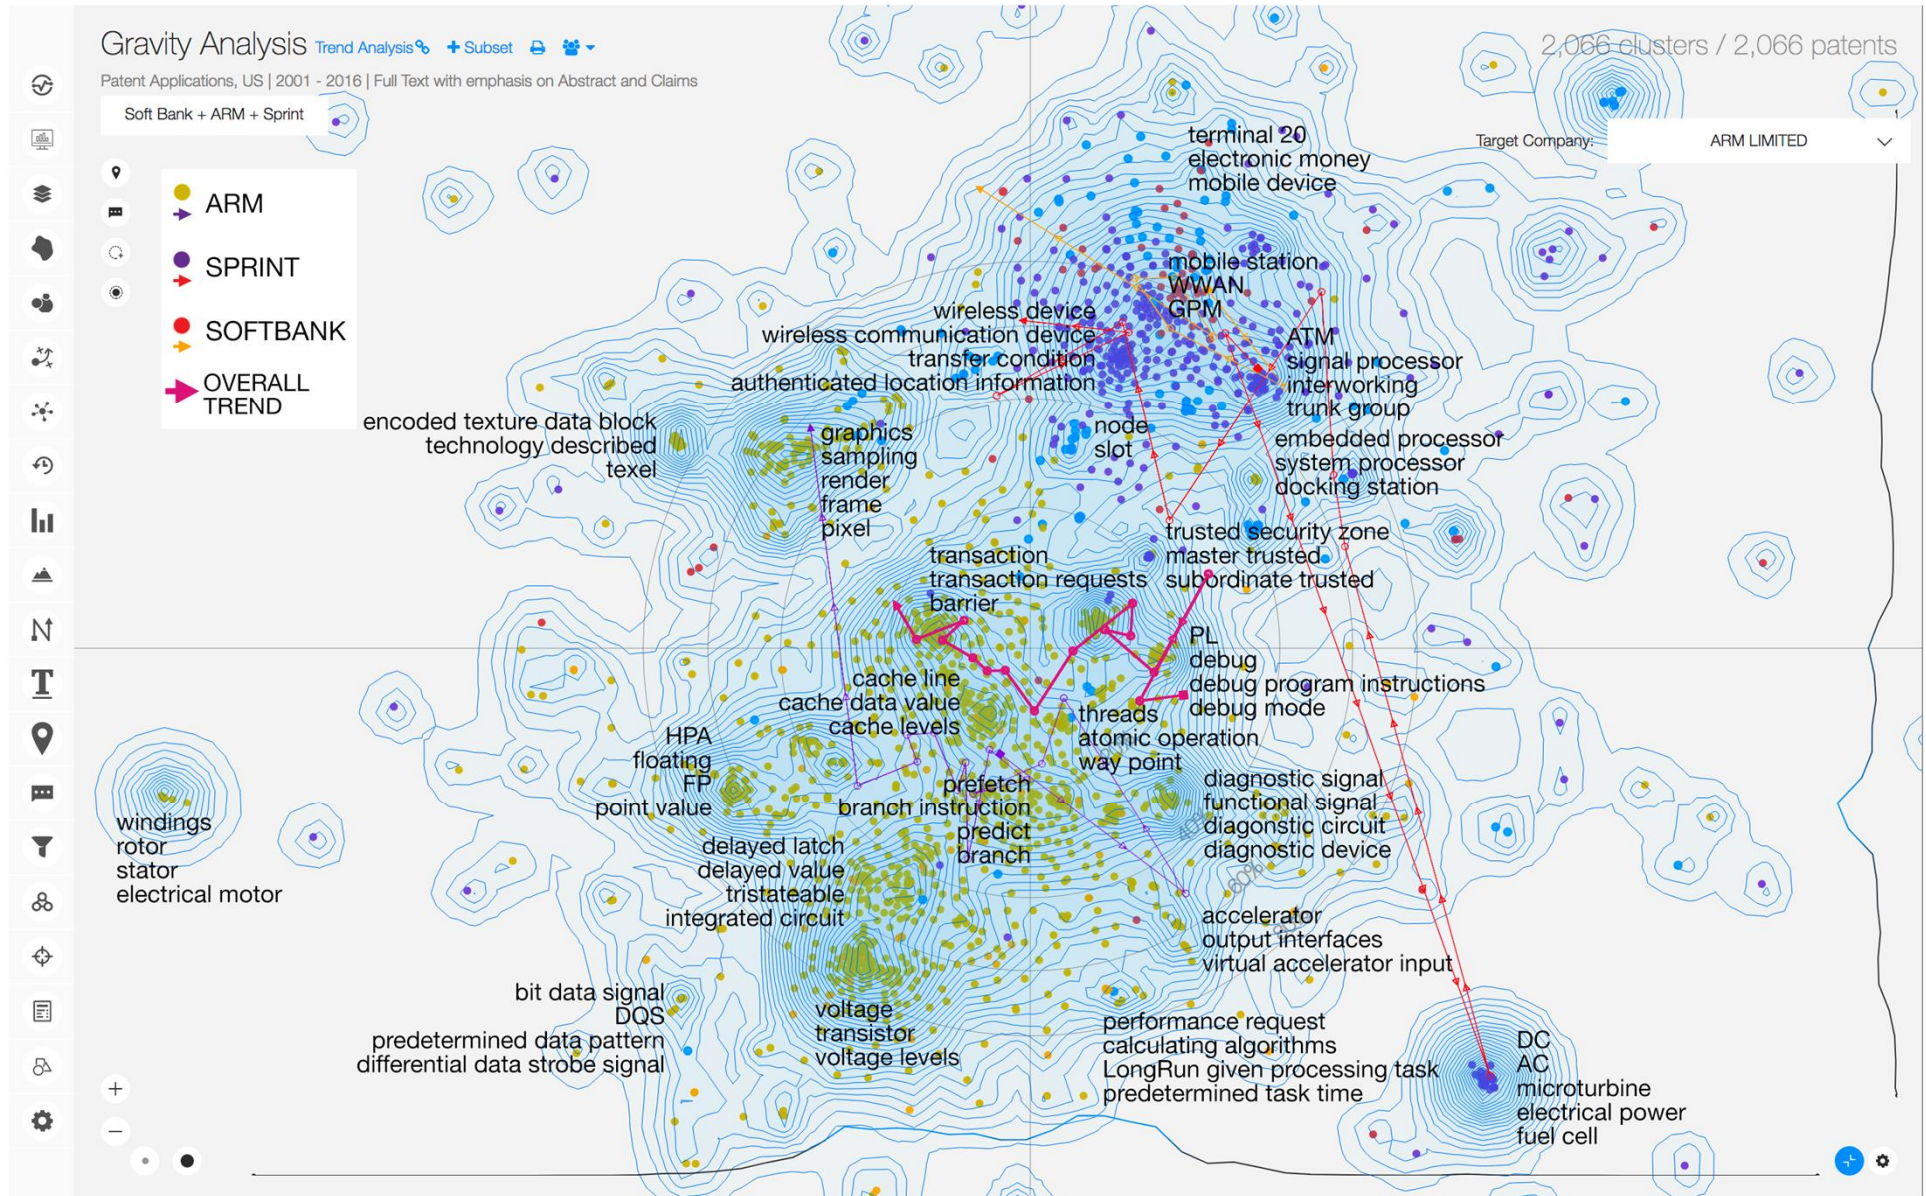 Gravity Analysis Trend Analysis + Subset
2,066 clusters / 2,066 patents
Patent Applications, US | 2001 - 2016 | Full Text with emphasis on Abstract and Claims
Soft Bank + ARM + Sprint
Target Company: ARM LIMITED
ARM
SPRINT
SOFTBANK
OVERALL
TREND
terminal 20
electronic money
mobile device
mobile station
WWAN
GPM
wireless device
wireless communication device
transfer condition
authenticated location information
ATM
signal processor
interworking
trunk group
encoded texture data block
technology described
texel
graphics
sampling
render
frame
pixel
node
slot
embedded processor
system processor
docking station
transaction
transaction requests
barrier
trusted security zone
master trusted
subordinate trusted
PL
debug
debug program instructions
debug mode
cache line
cache data value
cache levels
threads
atomic operation
way point
HPA
floating
FP
point value
prefetch
branch instruction
predict
branch
diagnostic signal
functional signal
diagonstic circuit
diagnostic device
40%
60%
windings
rotor
stator
electrical motor
delayed latch
delayed value
tristateable
integrated circuit
accelerator
output interfaces
virtual accelerator input
bit data signal
DQS
predetermined data pattern
differential data strobe signal
voltage
transistor
voltage levels
performance request
calculating algorithms
LongRun given processing task
predetermined task time
DC
AC
microturbine
electrical power
fuel cell